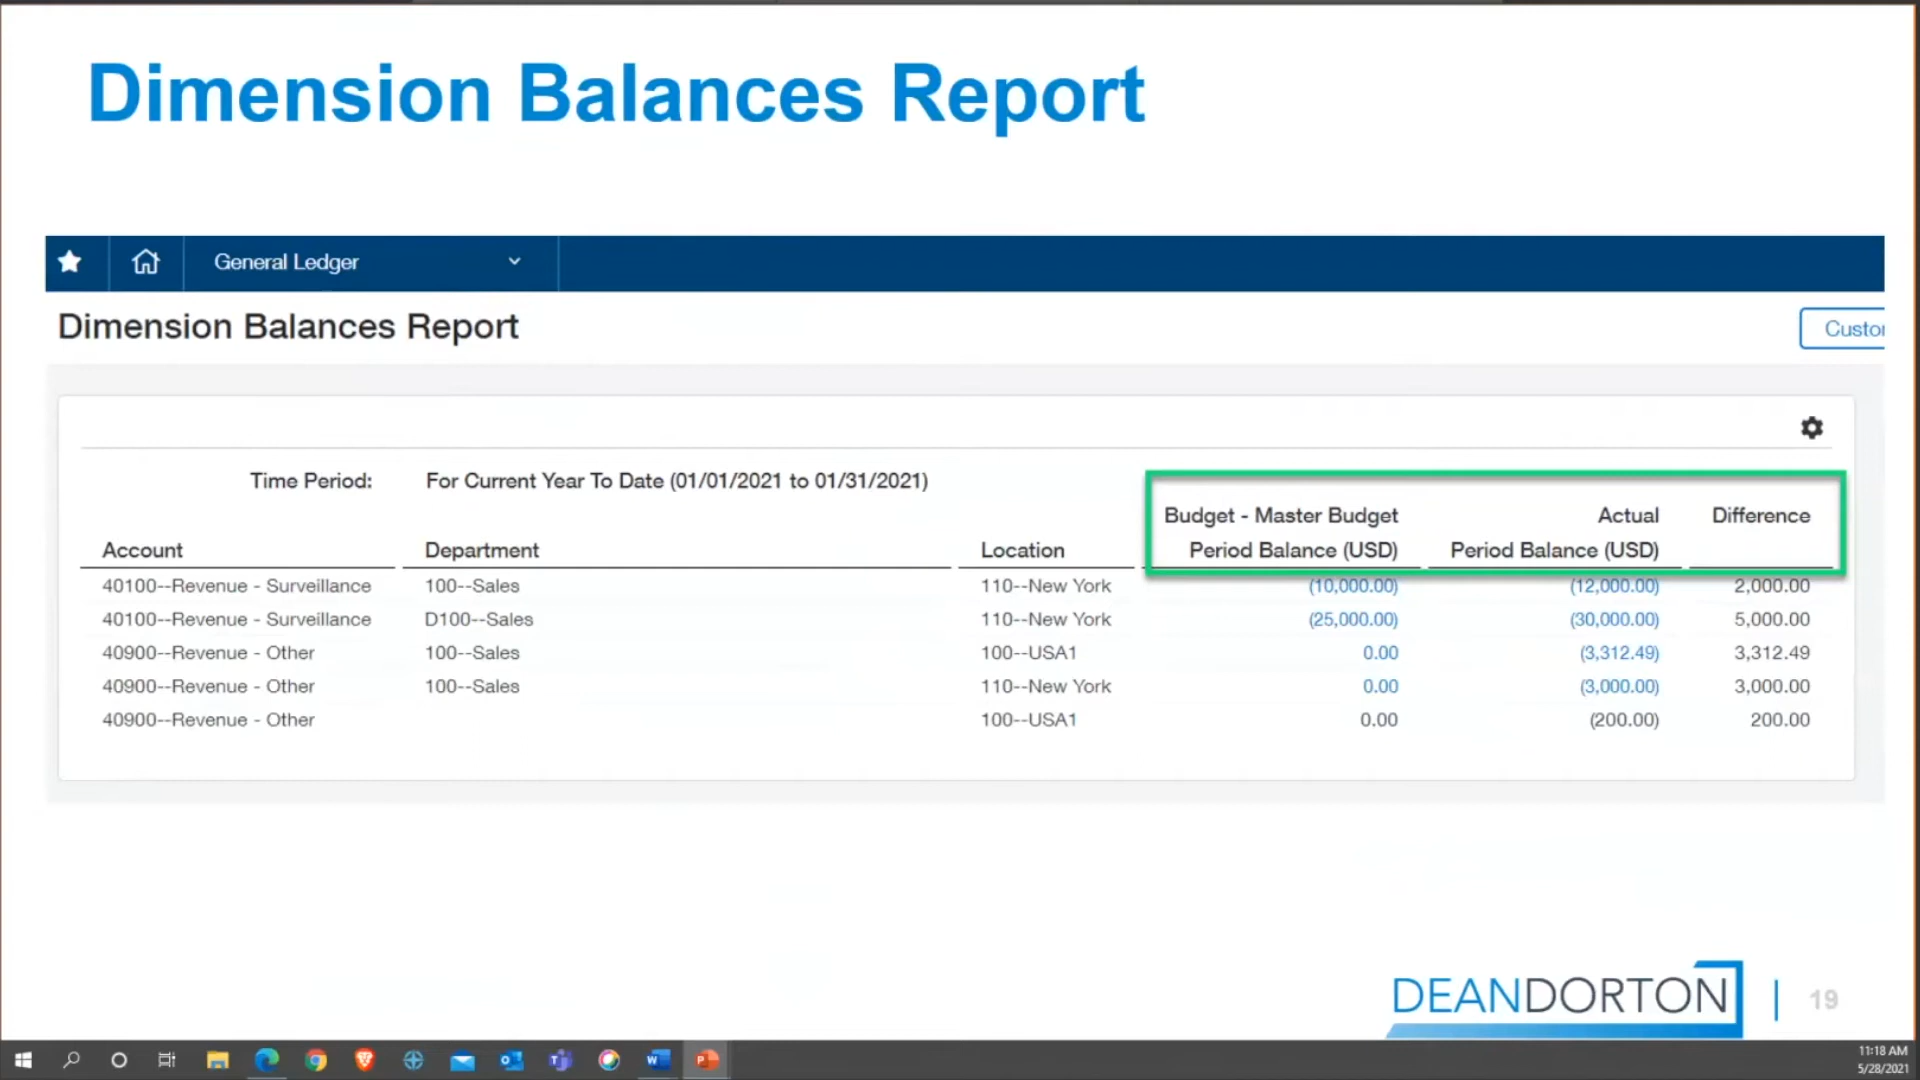 Dimension Balances Report
General Ledger
Dimension Balances Report
Custo
Time Period: For Current Year To Date (01/01/2021 to 01/31/2021)
Budget - Master Budget Actual Difference
Account Department Location Period Balance (USD) Period Balance (USD)
40100--Revenue - Surveillance 100--Sales 110--New York (10,000.00) (12,000.00) 2,000.00
40100--Revenue - Surveillance D100--Sales 110--New York (25,000.00) (30,000.00) 5,000.00
40900--Revenue - Other 100--Sales 100--USA1 0.00 (3,312.49) 3,312.49
40900--Revenue - Other 100--Sales 110--New York 0.00 (3,000.00) 3,000.00
40900--Revenue - Other 100--USA1 0.00 (200.00) 200.00
DEANDORTON | 19
11:18 AM
5/28/2021